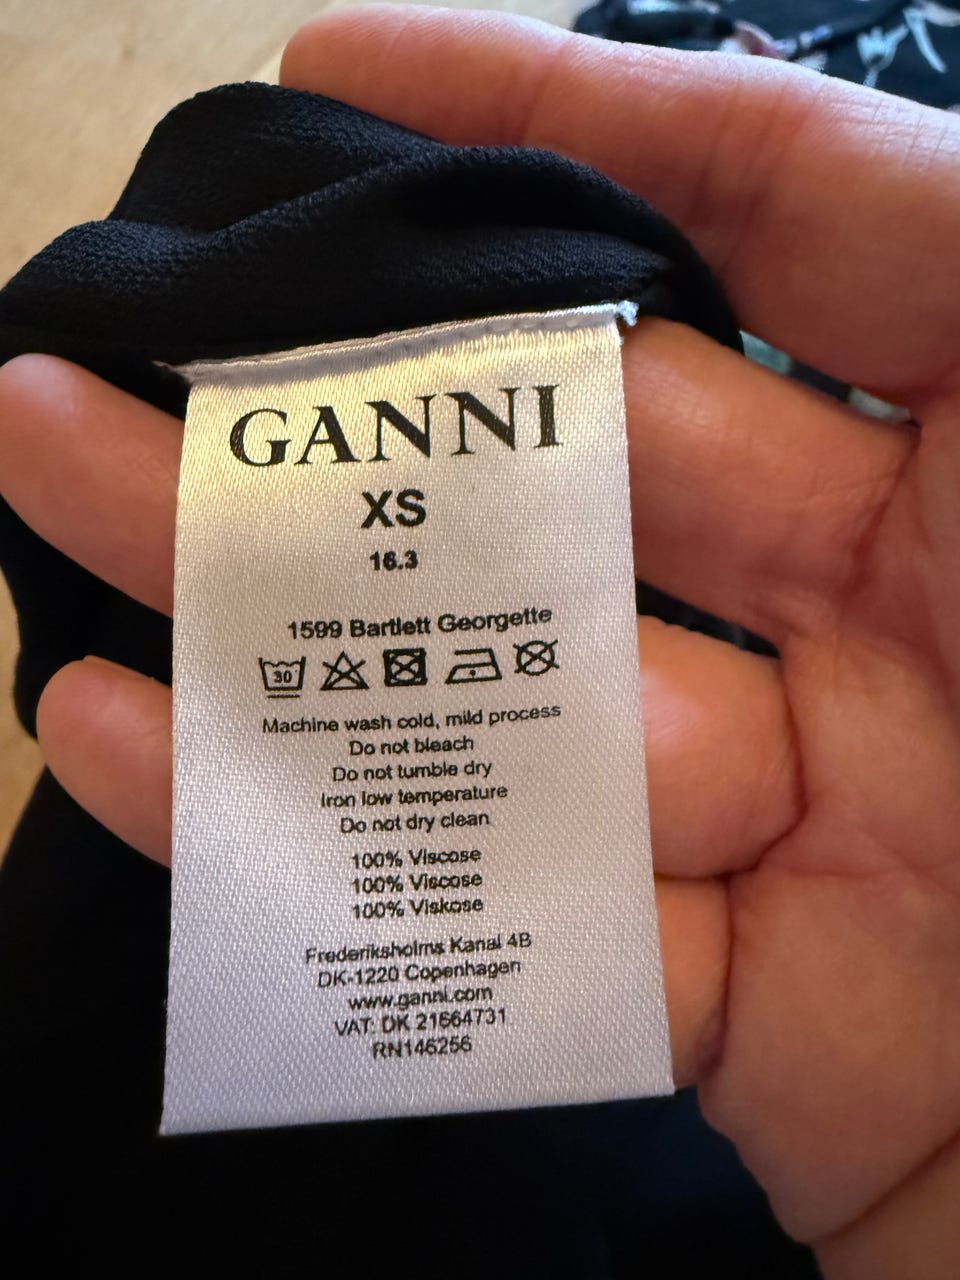 GANNI
XS
16.3
1599 Bartlett Georgette
30
Machine wash cold, mild process
Do not bleach
Do not tumble dry
Iron low temperature
Do not dry clean
100% Viscose
100% Viscose
100% Viskose
Frederiksholms Kanal 4B
DK-1220 Copenhagen
www.ganni.com
VAT: DK 21664731
RN146256